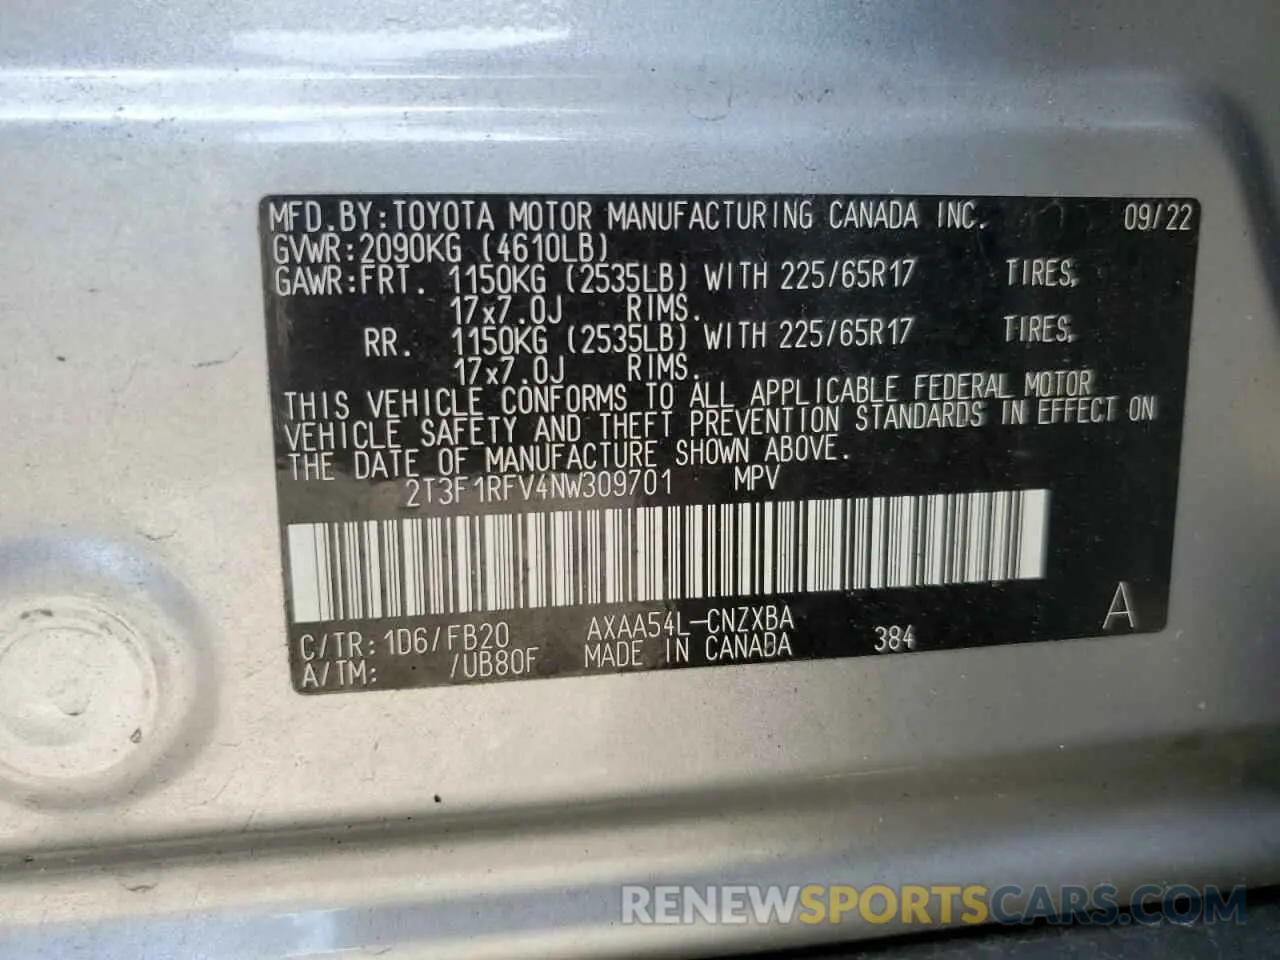 MFD.BY:TOYOTA MOTOR MANUFACTURING CANADA INC. 09/22
GVWR:2090KG (4610LB)
GAWR:FRT. 1150KG (2535LB) WITH 225/65R17 TIRES,
17x7.0J RIMS.
RR. 1150KG (2535LB) WITH 225/65R17 TIRES,
17x7.0J RIMS.
THIS VEHICLE CONFORMS TO ALL APPLICABLE FEDERAL MOTOR
VEHICLE SAFETY AND THEFT PREVENTION STANDARDS IN EFFECT ON
THE DATE OF MANUFACTURE SHOWN ABOVE.
2T3F1RFV4NW309701 MPV
C/TR:1D6/FB20 AXAA54L-CNZXBA A
A/TM: /UB80F MADE IN CANADA 384
RENEWSPORTSCARS.COM